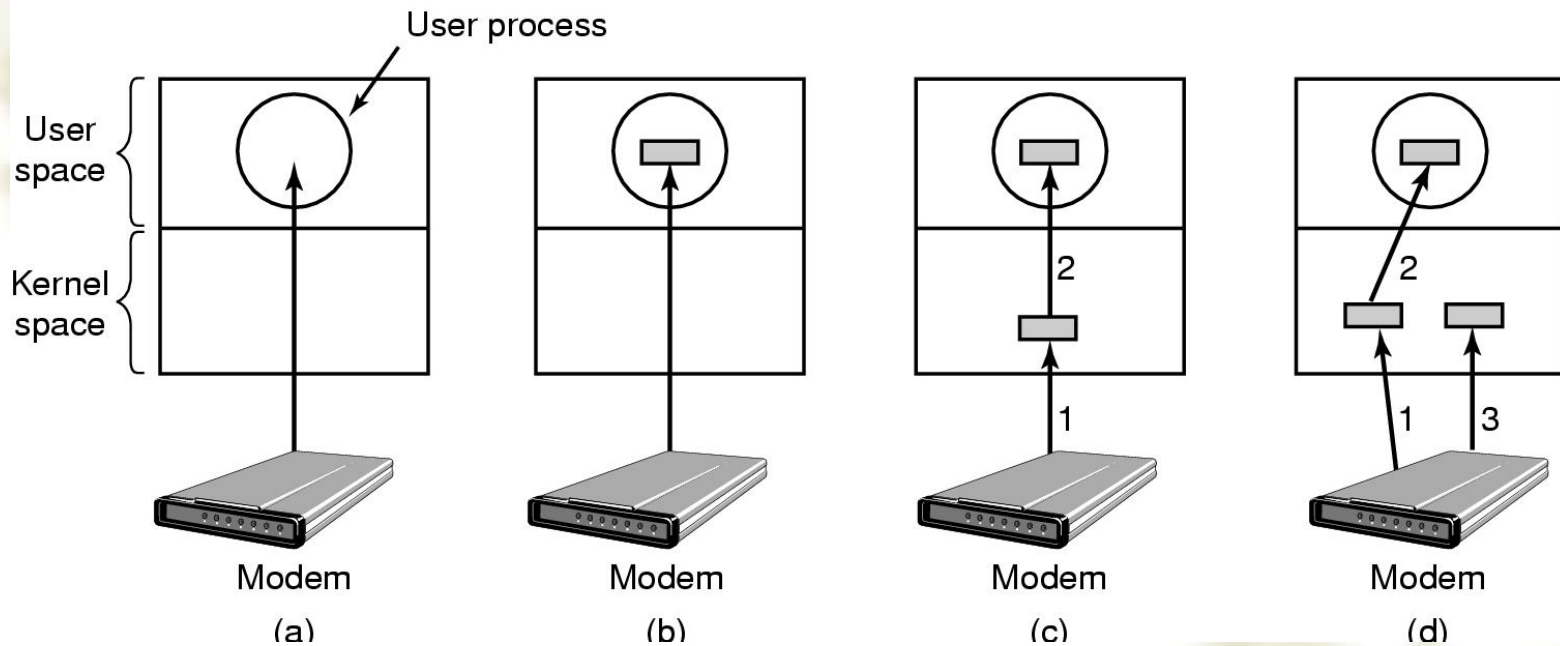 User process
User
space
Kernel
space
2
2
1
1
3
Modem
Modem
Modem
Modem
(a)
(b)
(c)
(d)